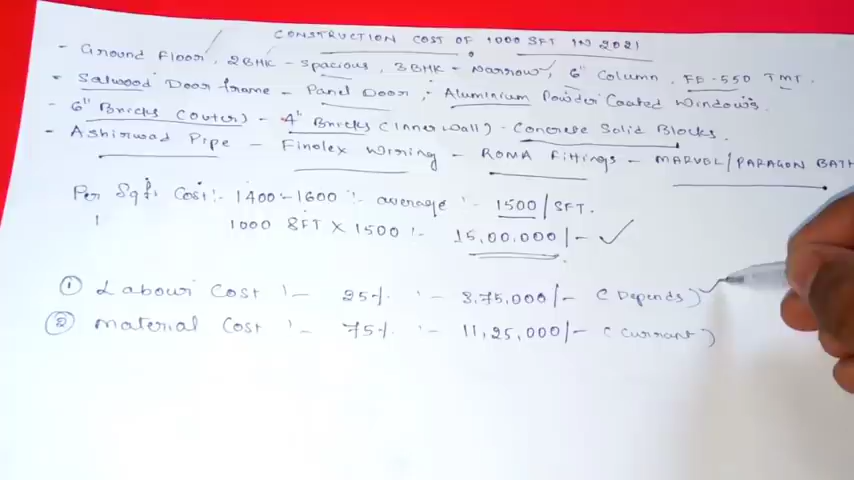 CONSTRUCTION COST OF 1000 SFT IN 2021
- Ground Floor, 2BHK - Spacious, 3BHK - Narrow, 6" Column, FE-550 TMT.
- Salwood Door frame - Panel Door, - Aluminium Powder Coated Windows.
- 6" Bricks (Outer) - 4" Bricks (Inner wall) - Concrete Solid Blocks.
- Ashirwad Pipe - Finolex Wiring - ROMA Fittings - MARVEL/PARAGON BATH
Per Sqft Cost :- 1400 - 1600 :- average :- 1500/SFT.
1000 SFT X 1500 :- 15,00,000/-
① Labour Cost :- 25% :- 3,75,000/- (Depends)
② Material Cost :- 75% :- 11,25,000/- (Currant)